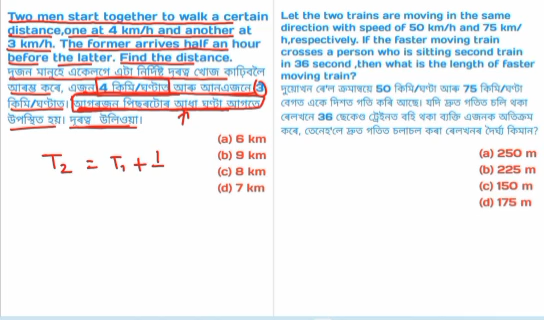 Two men start together to walk a certain
distance,one at 4 km/h and another at
3 km/h. The former arrives half an hour
before the latter. Find the distance.
দুজন মানুহে একেলগে এটা নিৰ্দিষ্ট দূৰত্ব খোজ কাঢ়িবলৈ
আৰম্ভ কৰে, এজন 4 কিমি/ঘণ্টাত আৰু আনএজনে 3
কিমি/ঘণ্টাত। আগৰজন পিছৰটোৰ আধা ঘণ্টা আগতে
উপস্থিত হয়। দূৰত্ব উলিওৱা।
(a) 6 km
(b) 9 km
(c) 8 km
(d) 7 km
T₂ = T₁ + 1
Let the two trains are moving in the same
direction with speed of 50 km/h and 75 km/
h,respectively. If the faster moving train
crosses a person who is sitting second train
in 36 second ,then what is the length of faster
moving train?
দুয়োখন ৰে'ল ক্ৰমান্বয়ে 50 কিমি/ঘণ্টা আৰু 75 কিমি/ঘণ্টা
বেগত একে দিশত গতি কৰি আছে। যদি দ্ৰুত গতিত চলি থকা
ৰেলখনে 36 ছেকেণ্ড ট্ৰেইনত বহি থকা ব্যক্তি এজনক অতিক্ৰম
কৰে, তেনেহ'লে দ্ৰুত গতিত চলাচল কৰা ৰেলখনৰ দৈৰ্ঘ্য কিমান?
(a) 250 m
(b) 225 m
(c) 150 m
(d) 175 m